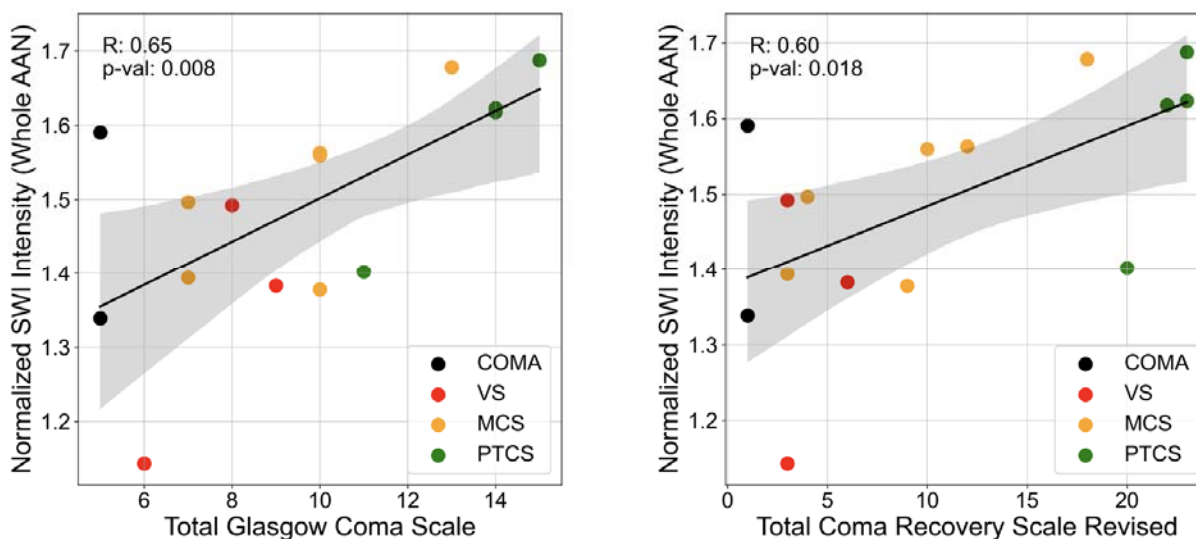 Normalized SWI Intensity (Whole AAN)
1.7
1.6
1.5
1.4
1.3
1.2
R: 0.65
p-val: 0.008
COMA
VS
MCS
PTCS
6 8 10 12 14
Total Glasgow Coma Scale
Normalized SWI Intensity (Whole AAN)
1.7
1.6
1.5
1.4
1.3
1.2
R: 0.60
p-val: 0.018
COMA
VS
MCS
PTCS
0 5 10 15 20
Total Coma Recovery Scale Revised